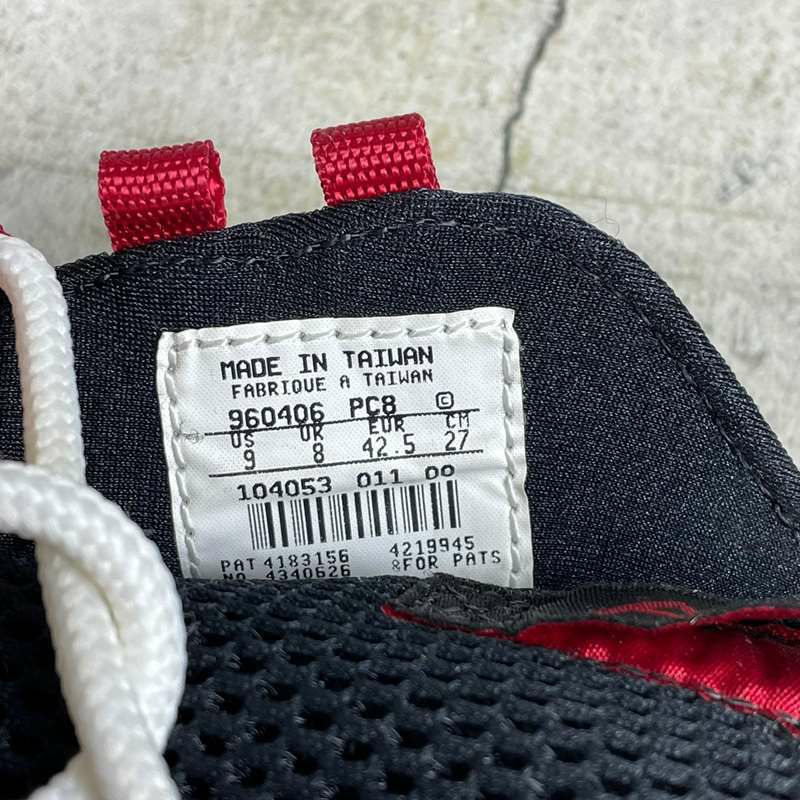 MADE IN TAIWAN
FABRIQUE A TAIWAN
960406 PC8 ©
US UK EUR CM
9 8 42.5 27
104053 011 00
PAT 4183156 4219945
NO. 4340626 &FOR PATS